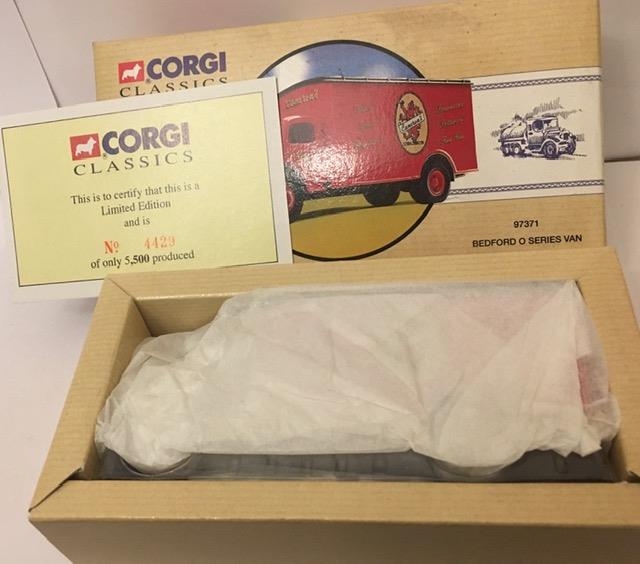 CORGI
CLASSICS
97371
BEDFORD O SERIES VAN
CORGI
CLASSICS
This is to certify that this is a
Limited Edition
and is
No. 4429
of only 5,500 produced